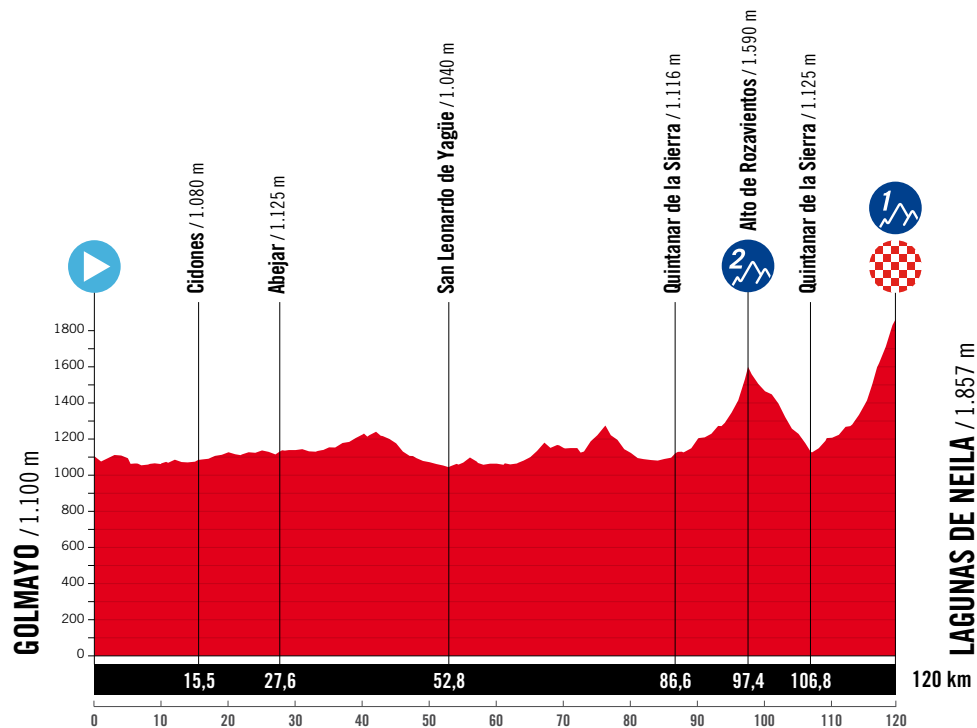 Cidones / 1.080 m
Abejar / 1.125 m
San Leonardo de Yagüe / 1.040 m
Quintanar de la Sierra / 1.116 m
Alto de Rozavientos / 1.590 m
Quintanar de la Sierra / 1.125 m
1
2
1800
1600
1400
1200
1000
800
600
400
200
0
GOLMAYO / 1.100 m
LAGUNAS DE NEILA / 1.857 m
15,5 27,6 52,8 86,6 97,4 106,8 120 km
0 10 20 30 40 50 60 70 80 90 100 110 120